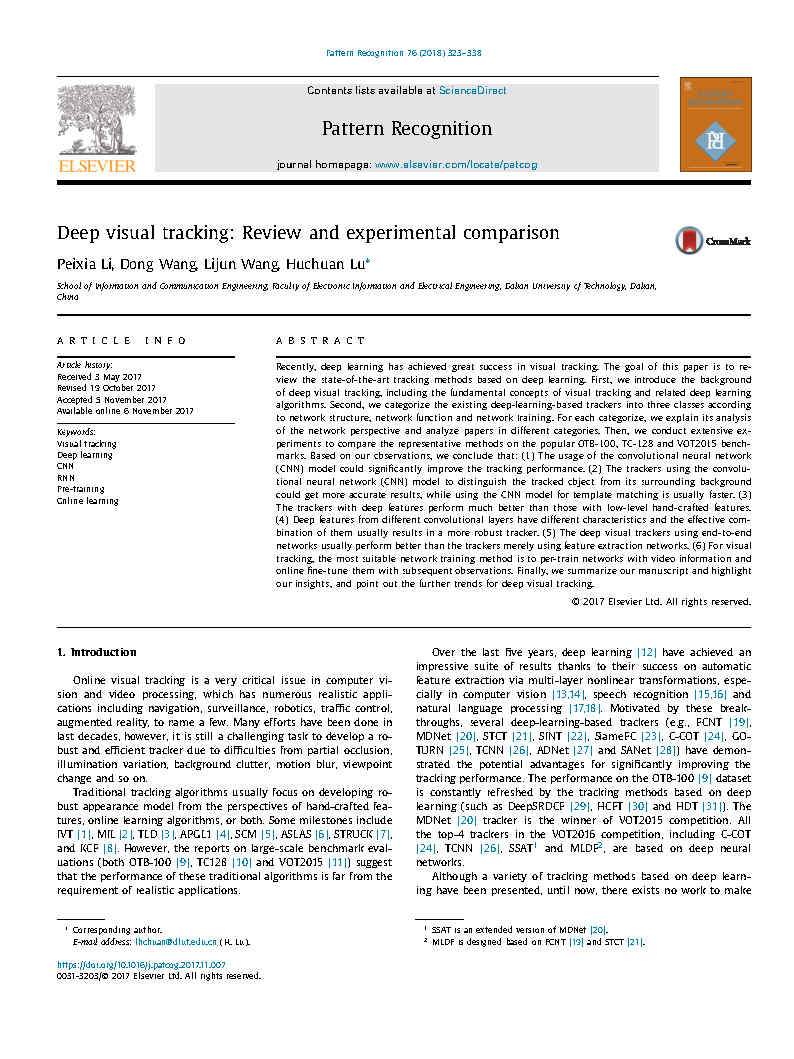 Pattern Recognition 76 (2018) 323–338
Contents lists available at ScienceDirect
Pattern Recognition
journal homepage: www.elsevier.com/locate/patcog
ELSEVIER
Deep visual tracking: Review and experimental comparison
CrossMark
Peixia Li, Dong Wang, Lijun Wang, Huchuan Lu*
School of Information and Communication Engineering, Faculty of Electronic Information and Electrical Engineering, Dalian University of Technology, Dalian,
China
ARTICLE INFO
Article history:
Received 3 May 2017
Revised 19 October 2017
Accepted 5 November 2017
Available online 6 November 2017
Keywords:
Visual tracking
Deep learning
CNN
RNN
Pre-training
Online learning
ABSTRACT
Recently, deep learning has achieved great success in visual tracking. The goal of this paper is to re-
view the state-of-the-art tracking methods based on deep learning. First, we introduce the background
of deep visual tracking, including the fundamental concepts of visual tracking and related deep learning
algorithms. Second, we categorize the existing deep-learning-based trackers into three classes according
to network structure, network function and network training. For each categorize, we explain its analysis
of the network perspective and analyze papers in different categories. Then, we conduct extensive ex-
periments to compare the representative methods on the popular OTB-100, TC-128 and VOT2015 bench-
marks. Based on our observations, we conclude that: (1) The usage of the convolutional neural network
(CNN) model could significantly improve the tracking performance. (2) The trackers using the convolu-
tional neural network (CNN) model to distinguish the tracked object from its surrounding background
could get more accurate results, while using the CNN model for template matching is usually faster. (3)
The trackers with deep features perform much better than those with low-level hand-crafted features.
(4) Deep features from different convolutional layers have different characteristics and the effective com-
bination of them usually results in a more robust tracker. (5) The deep visual trackers using end-to-end
networks usually perform better than the trackers merely using feature extraction networks. (6) For visual
tracking, the most suitable network training method is to per-train networks with video information and
online fine-tune them with subsequent observations. Finally, we summarize our manuscript and highlight
our insights, and point out the further trends for deep visual tracking.
© 2017 Elsevier Ltd. All rights reserved.
1. Introduction
Online visual tracking is a very critical issue in computer vi-
sion and video processing, which has numerous realistic appli-
cations including navigation, surveillance, robotics, traffic control,
augmented reality, to name a few. Many efforts have been done in
last decades, however, it is still a challenging task to develop a ro-
bust and efficient tracker due to difficulties from partial occlusion,
illumination variation, background clutter, motion blur, viewpoint
change and so on.
Traditional tracking algorithms usually focus on developing ro-
bust appearance model from the perspectives of hand-crafted fea-
tures, online learning algorithms, or both. Some milestones include
IVT [1], MIL [2], TLD [3], APGL1 [4], SCM [5], ASLAS [6], STRUCK [7],
and KCF [8]. However, the reports on large-scale benchmark eval-
uations (both OTB-100 [9], TC128 [10] and VOT2015 [11]) suggest
that the performance of these traditional algorithms is far from the
requirement of realistic applications.
Over the last five years, deep learning [12] have achieved an
impressive suite of results thanks to their success on automatic
feature extraction via multi-layer nonlinear transformations, espe-
cially in computer vision [13,14], speech recognition [15,16] and
natural language processing [17,18]. Motivated by these break-
throughs, several deep-learning-based trackers (e.g., FCNT [19],
MDNet [20], STCT [21], SINT [22], SiameFC [23], C-COT [24], GO-
TURN [25], TCNN [26], ADNet [27] and SANet [28]) have demon-
strated the potential advantages for significantly improving the
tracking performance. The performance on the OTB-100 [9] dataset
is constantly refreshed by the tracking methods based on deep
learning (such as DeepSRDCF [29], HCFT [30] and HDT [31]). The
MDNet [20] tracker is the winner of VOT2015 competition. All
the top-4 trackers in the VOT2016 competition, including C-COT
[24], TCNN [26], SSAT1 and MLDF2, are based on deep neural
networks.
Although a variety of tracking methods based on deep learn-
ing have been presented, until now, there exists no work to make
* Corresponding author.
E-mail address: lhchuan@dlut.edu.cn (H. Lu).
1 SSAT is an extended version of MDNet [20].
2 MLDF is designed based on FCNT [19] and STCT [21].
https://doi.org/10.1016/j.patcog.2017.11.007
0031-3203/© 2017 Elsevier Ltd. All rights reserved.